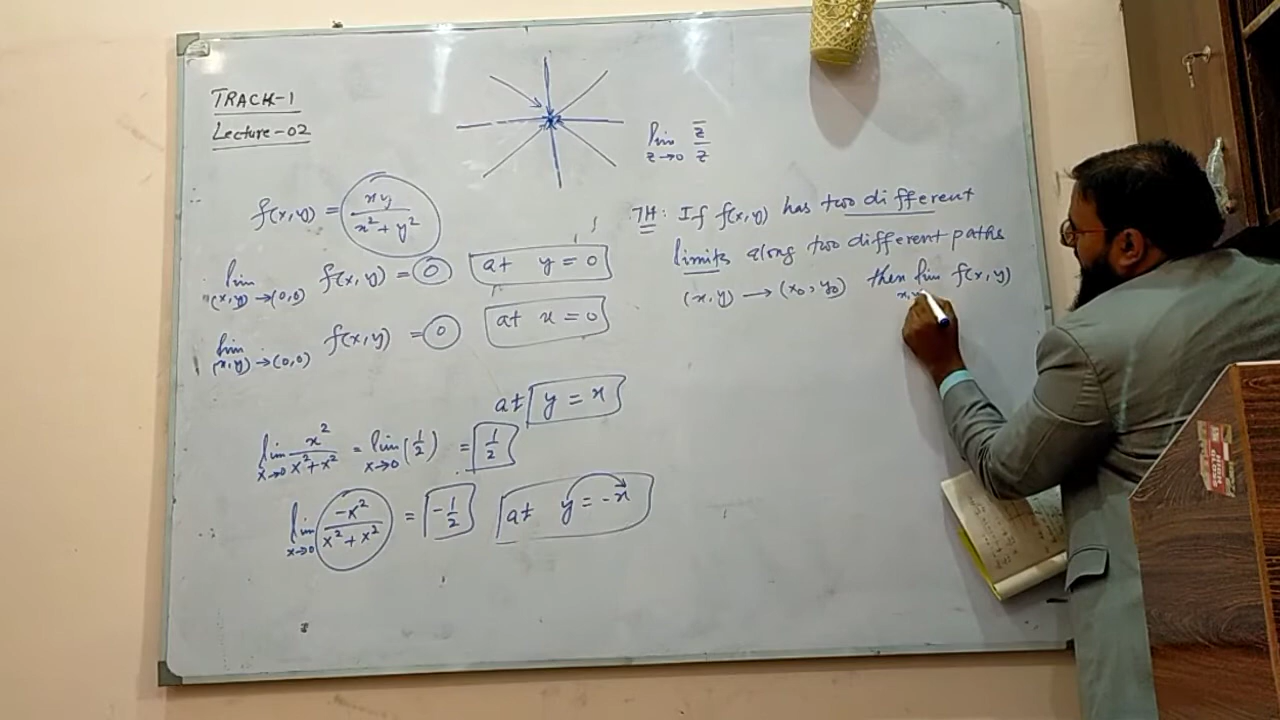 TRACK-1
Lecture-02
lim z→0 z̄/z
f(x,y) = xy/(x² + y²)
lim (x,y)→(0,0) f(x,y) = 0 at y = 0
lim (x,y)→(0,0) f(x,y) = 0 at x = 0
at y = x
lim x→0 x²/(x²+x²) = lim x→0 (1/2) = 1/2
lim x→0 -x²/(x²+x²) = -1/2 at y = -x
TH: If f(x,y) has two different
limits along two different paths
(x,y) → (x₀, y₀) then lim f(x,y)
HIGH
GLOSS